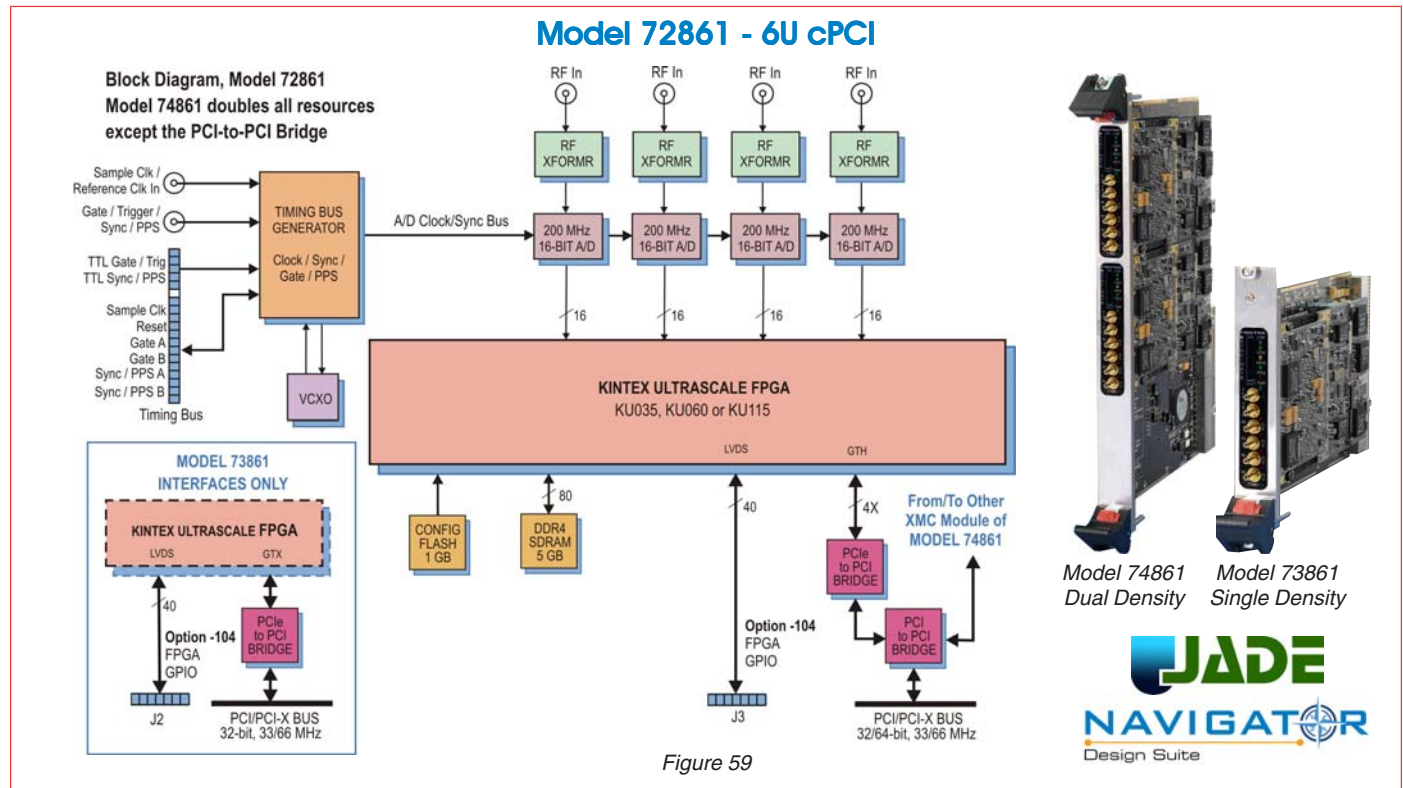 Model 72861 - 6U cPCI
Block Diagram, Model 72861
Model 74861 doubles all resources
except the PCI-to-PCI Bridge
RF In
RF In
RF In
RF In
RF
XFORMR
RF
XFORMR
RF
XFORMR
RF
XFORMR
Sample Clk /
Reference Clk In
Gate / Trigger /
Sync / PPS
TTL Gate / Trig
TTL Sync / PPS
Sample Clk
Reset
Gate A
Gate B
Sync / PPS A
Sync / PPS B
Timing Bus
TIMING BUS
GENERATOR
Clock / Sync /
Gate / PPS
VCXO
A/D Clock/Sync Bus
200 MHz
16-BIT A/D
200 MHz
16-BIT A/D
200 MHz
16-BIT A/D
200 MHz
16-BIT A/D
16
16
16
16
KINTEX ULTRASCALE FPGA
KU035, KU060 or KU115
LVDS
GTH
CONFIG
FLASH
1 GB
80
DDR4
SDRAM
5 GB
40
Option -104
FPGA
GPIO
J3
4X
PCIe
to PCI
BRIDGE
From/To Other
XMC Module of
MODEL 74861
PCI
to PCI
BRIDGE
PCI/PCI-X BUS
32/64-bit, 33/66 MHz
MODEL 73861
INTERFACES ONLY
KINTEX ULTRASCALE FPGA
LVDS
GTX
40
Option -104
FPGA
GPIO
J2
PCIe
to PCI
BRIDGE
PCI/PCI-X BUS
32-bit, 33/66 MHz
Figure 59
Model 74861
Dual Density
Model 73861
Single Density
JADE
NAVIGATOR
Design Suite